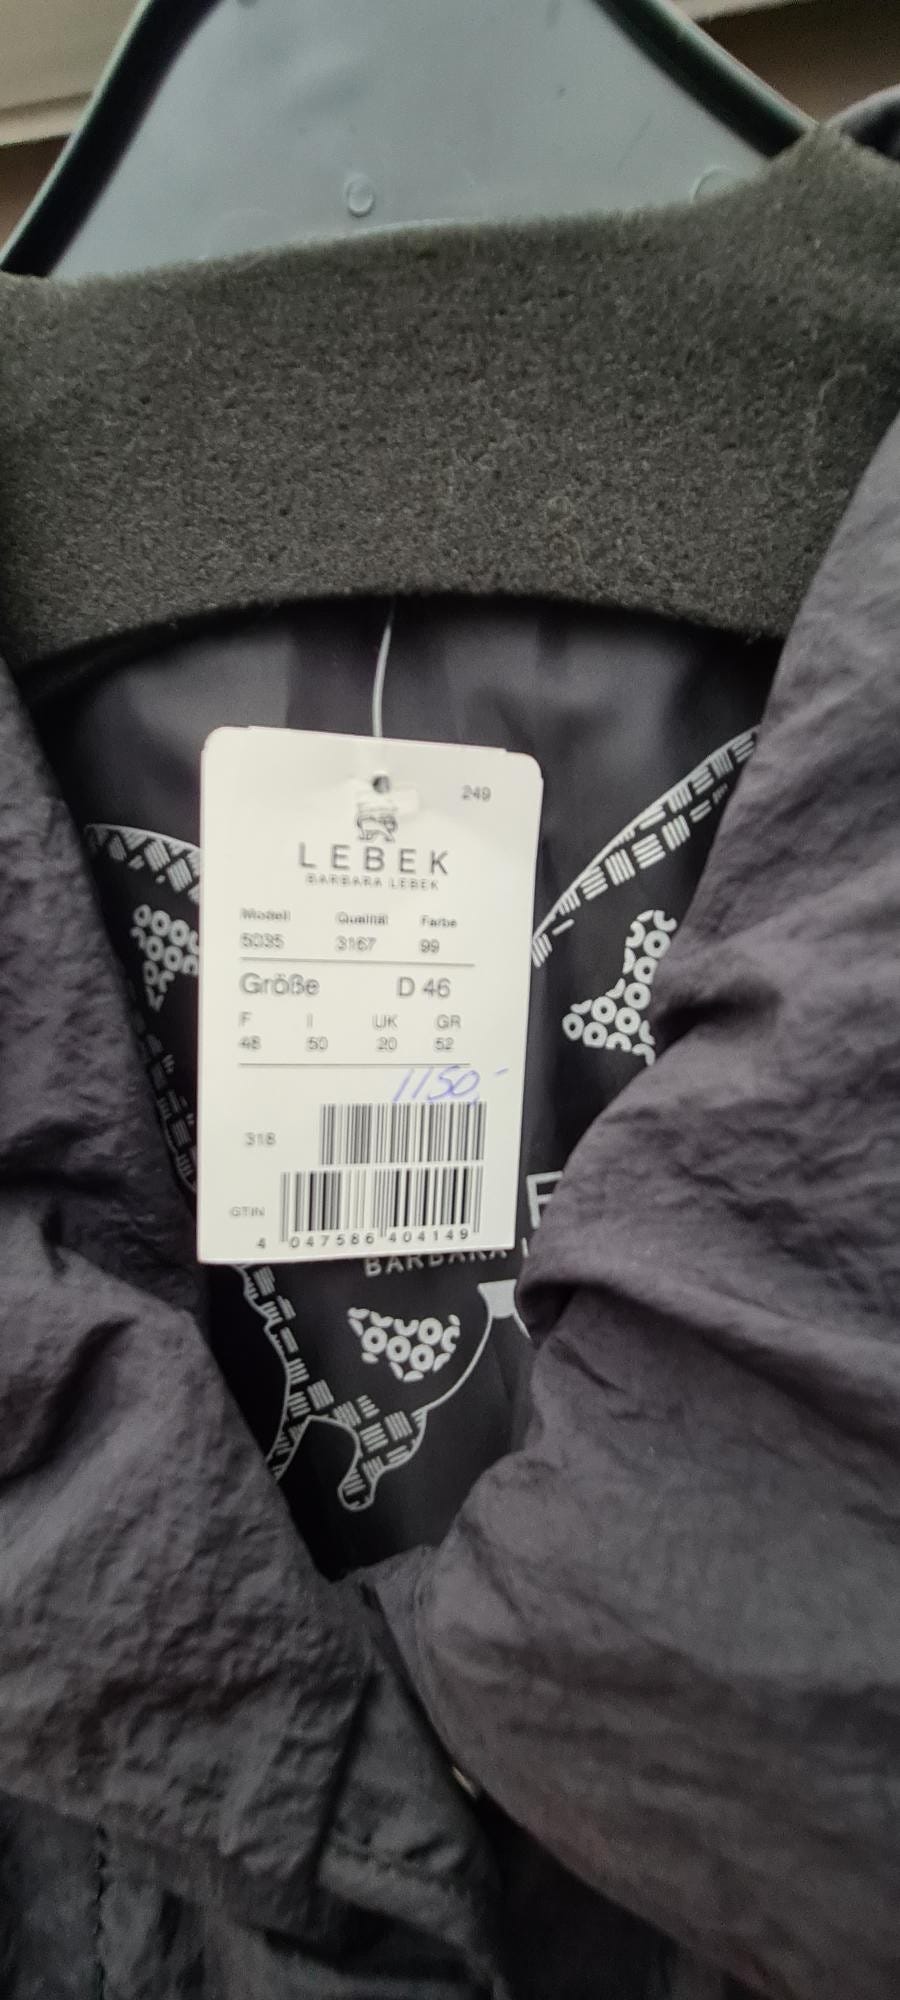 249
LEBEK
BARBARA LEBEK
Modell Qualität Farbe
5035 3167 99
Größe D 46
F I UK GR
48 50 20 52
1150,-
318
GTIN
4 047586 404149
BARBARA